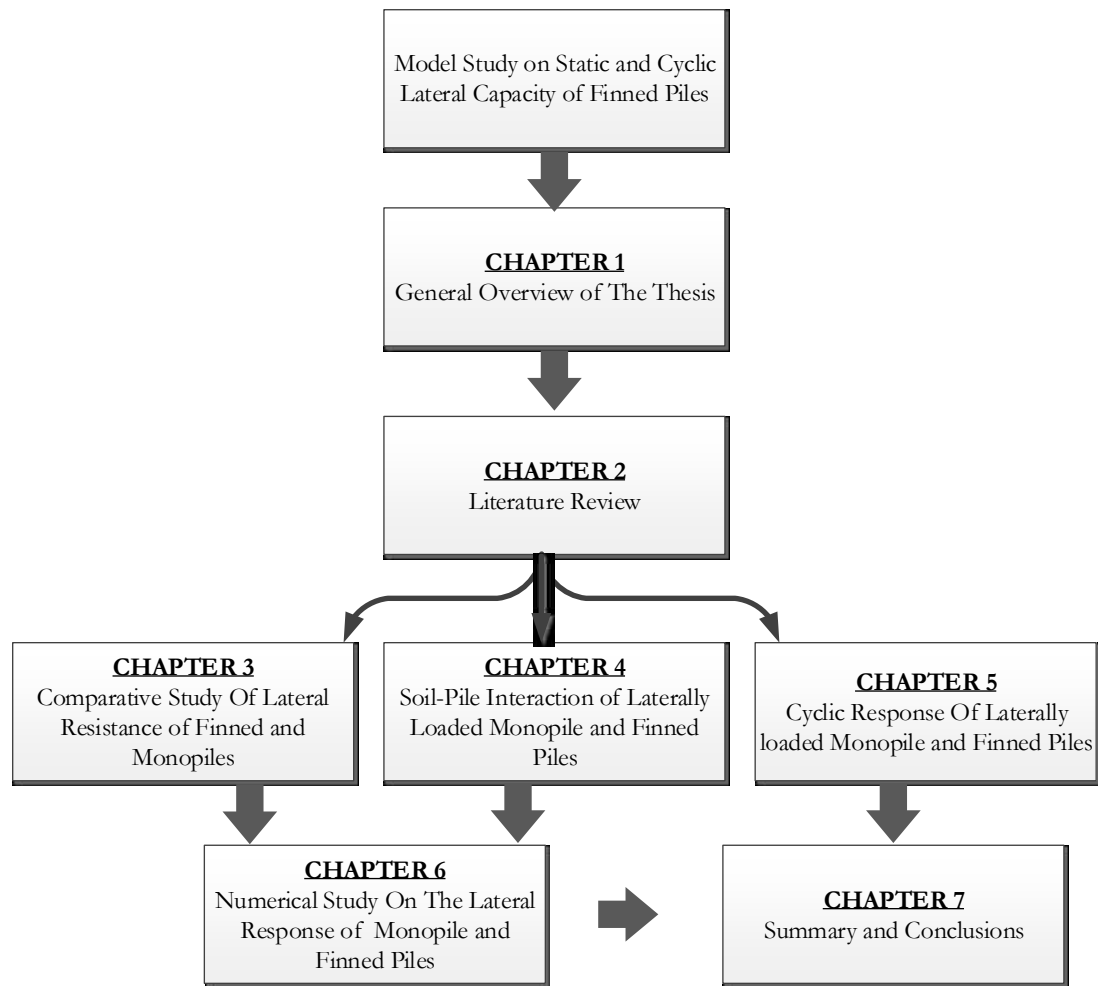 Model Study on Static and Cyclic
Lateral Capacity of Finned Piles
CHAPTER 1
General Overview of The Thesis
CHAPTER 2
Literature Review
CHAPTER 3
Comparative Study Of Lateral
Resistance of Finned and
Monopiles
CHAPTER 4
Soil-Pile Interaction of Laterally
Loaded Monopile and Finned
Piles
CHAPTER 5
Cyclic Response Of Laterally
loaded Monopile and Finned Piles
CHAPTER 6
Numerical Study On The Lateral
Response of Monopile and
Finned Piles
CHAPTER 7
Summary and Conclusions